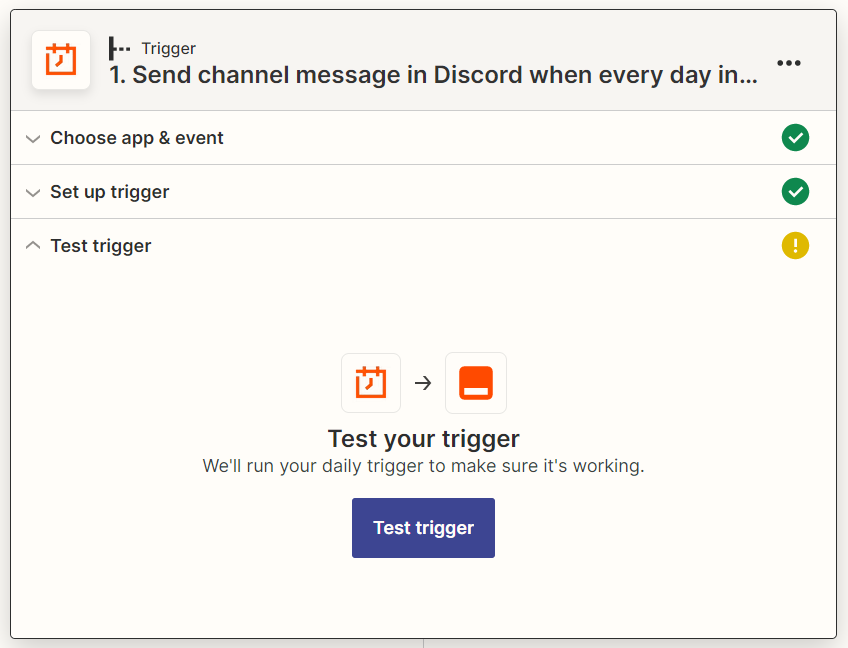 Trigger
1. Send channel message in Discord when every day in...
Choose app & event
Set up trigger
Test trigger
Test your trigger
We'll run your daily trigger to make sure it's working.
Test trigger